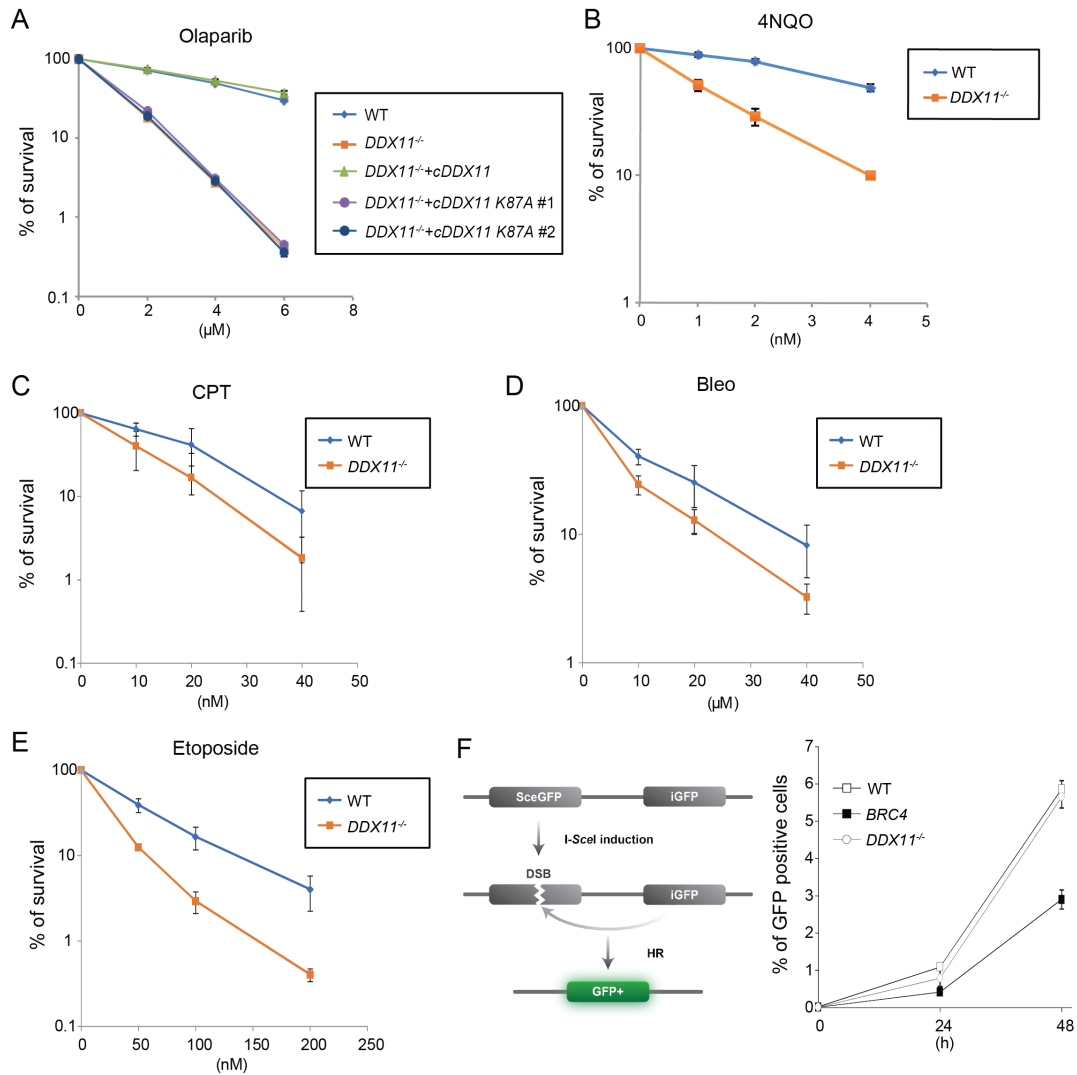 A
Olaparib
% of survival
100
10
1
0.1
0
2
4
6
8
(µM)
WT
DDX11-/-
DDX11-/-+cDDX11
DDX11-/-+cDDX11 K87A #1
DDX11-/-+cDDX11 K87A #2
B
4NQO
% of survival
100
10
1
0
1
2
3
4
5
(nM)
WT
DDX11-/-
C
CPT
% of survival
100
10
1
0.1
0
10
20
30
40
50
(nM)
WT
DDX11-/-
D
Bleo
% of survival
100
10
1
0
10
20
30
40
50
(µM)
WT
DDX11-/-
E
Etoposide
% of survival
100
10
1
0.1
0
50
100
150
200
250
(nM)
WT
DDX11-/-
F
SceGFP
iGFP
I-SceI induction
DSB
iGFP
HR
GFP+
% of GFP positive cells
7
6
5
4
3
2
1
0
0
24
48
(h)
WT
BRC4
DDX11-/-